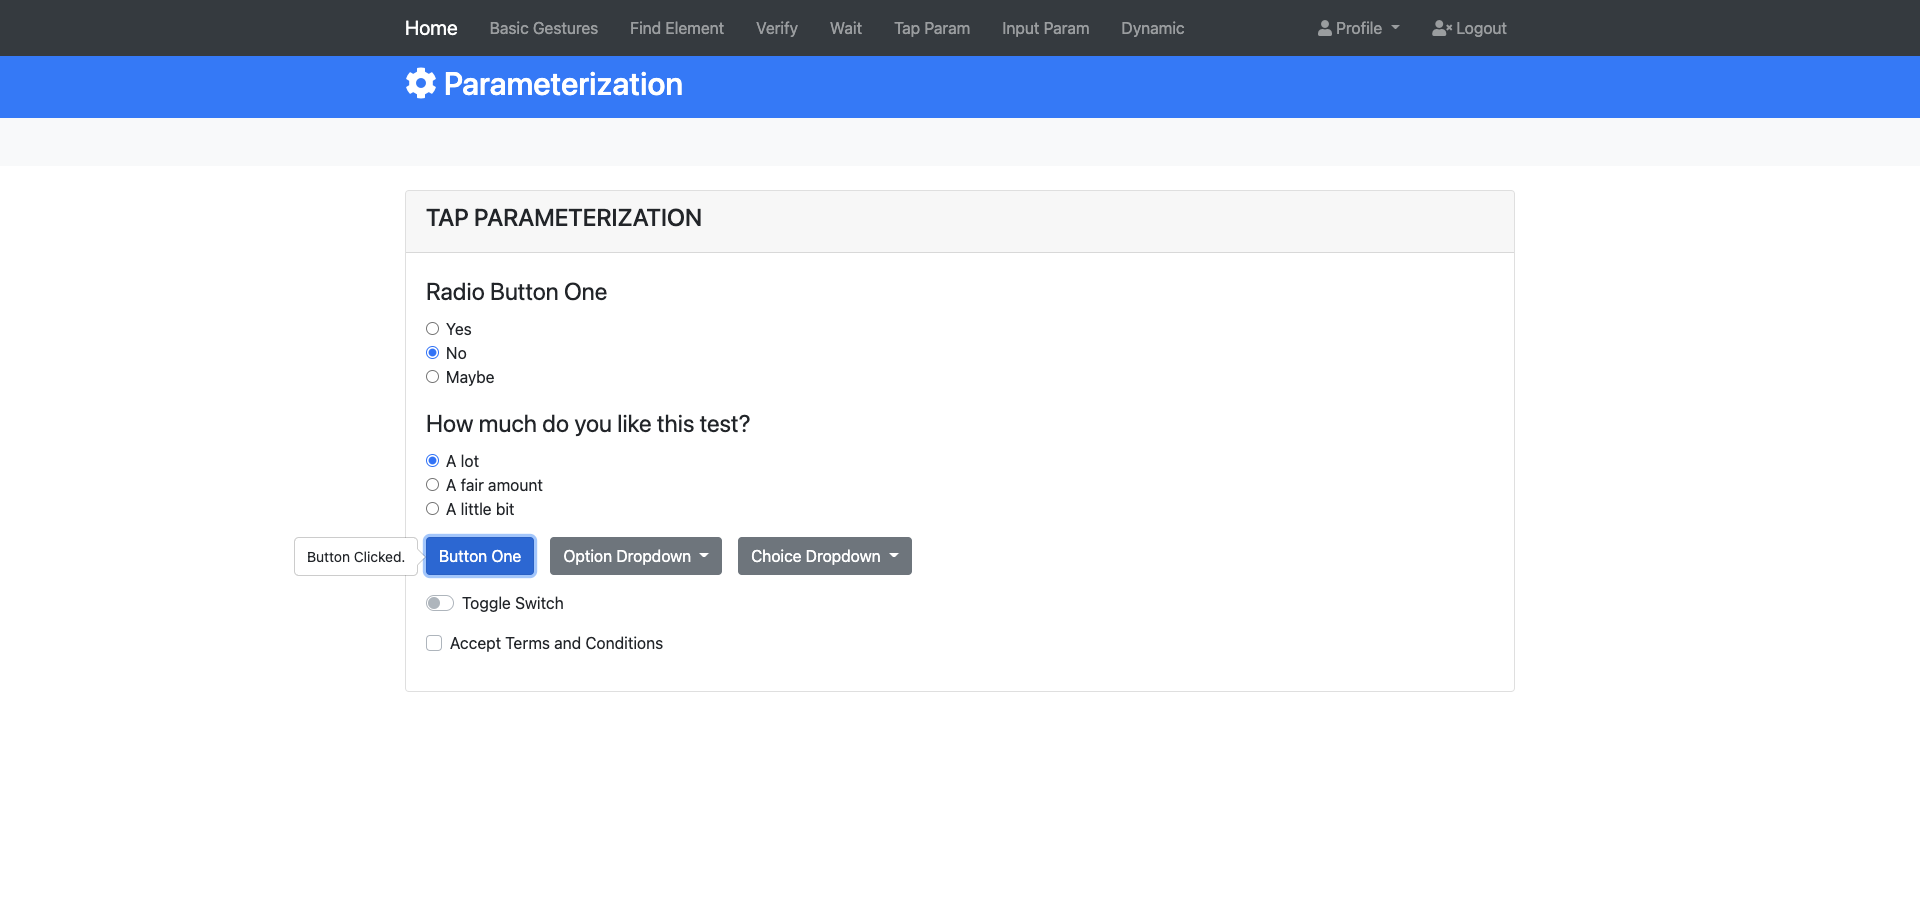 Home Basic Gestures Find Element Verify Wait Tap Param Input Param Dynamic Profile Logout
Parameterization
TAP PARAMETERIZATION
Radio Button One
Yes
No
Maybe
How much do you like this test?
A lot
A fair amount
A little bit
Button Clicked. Button One Option Dropdown Choice Dropdown
Toggle Switch
Accept Terms and Conditions